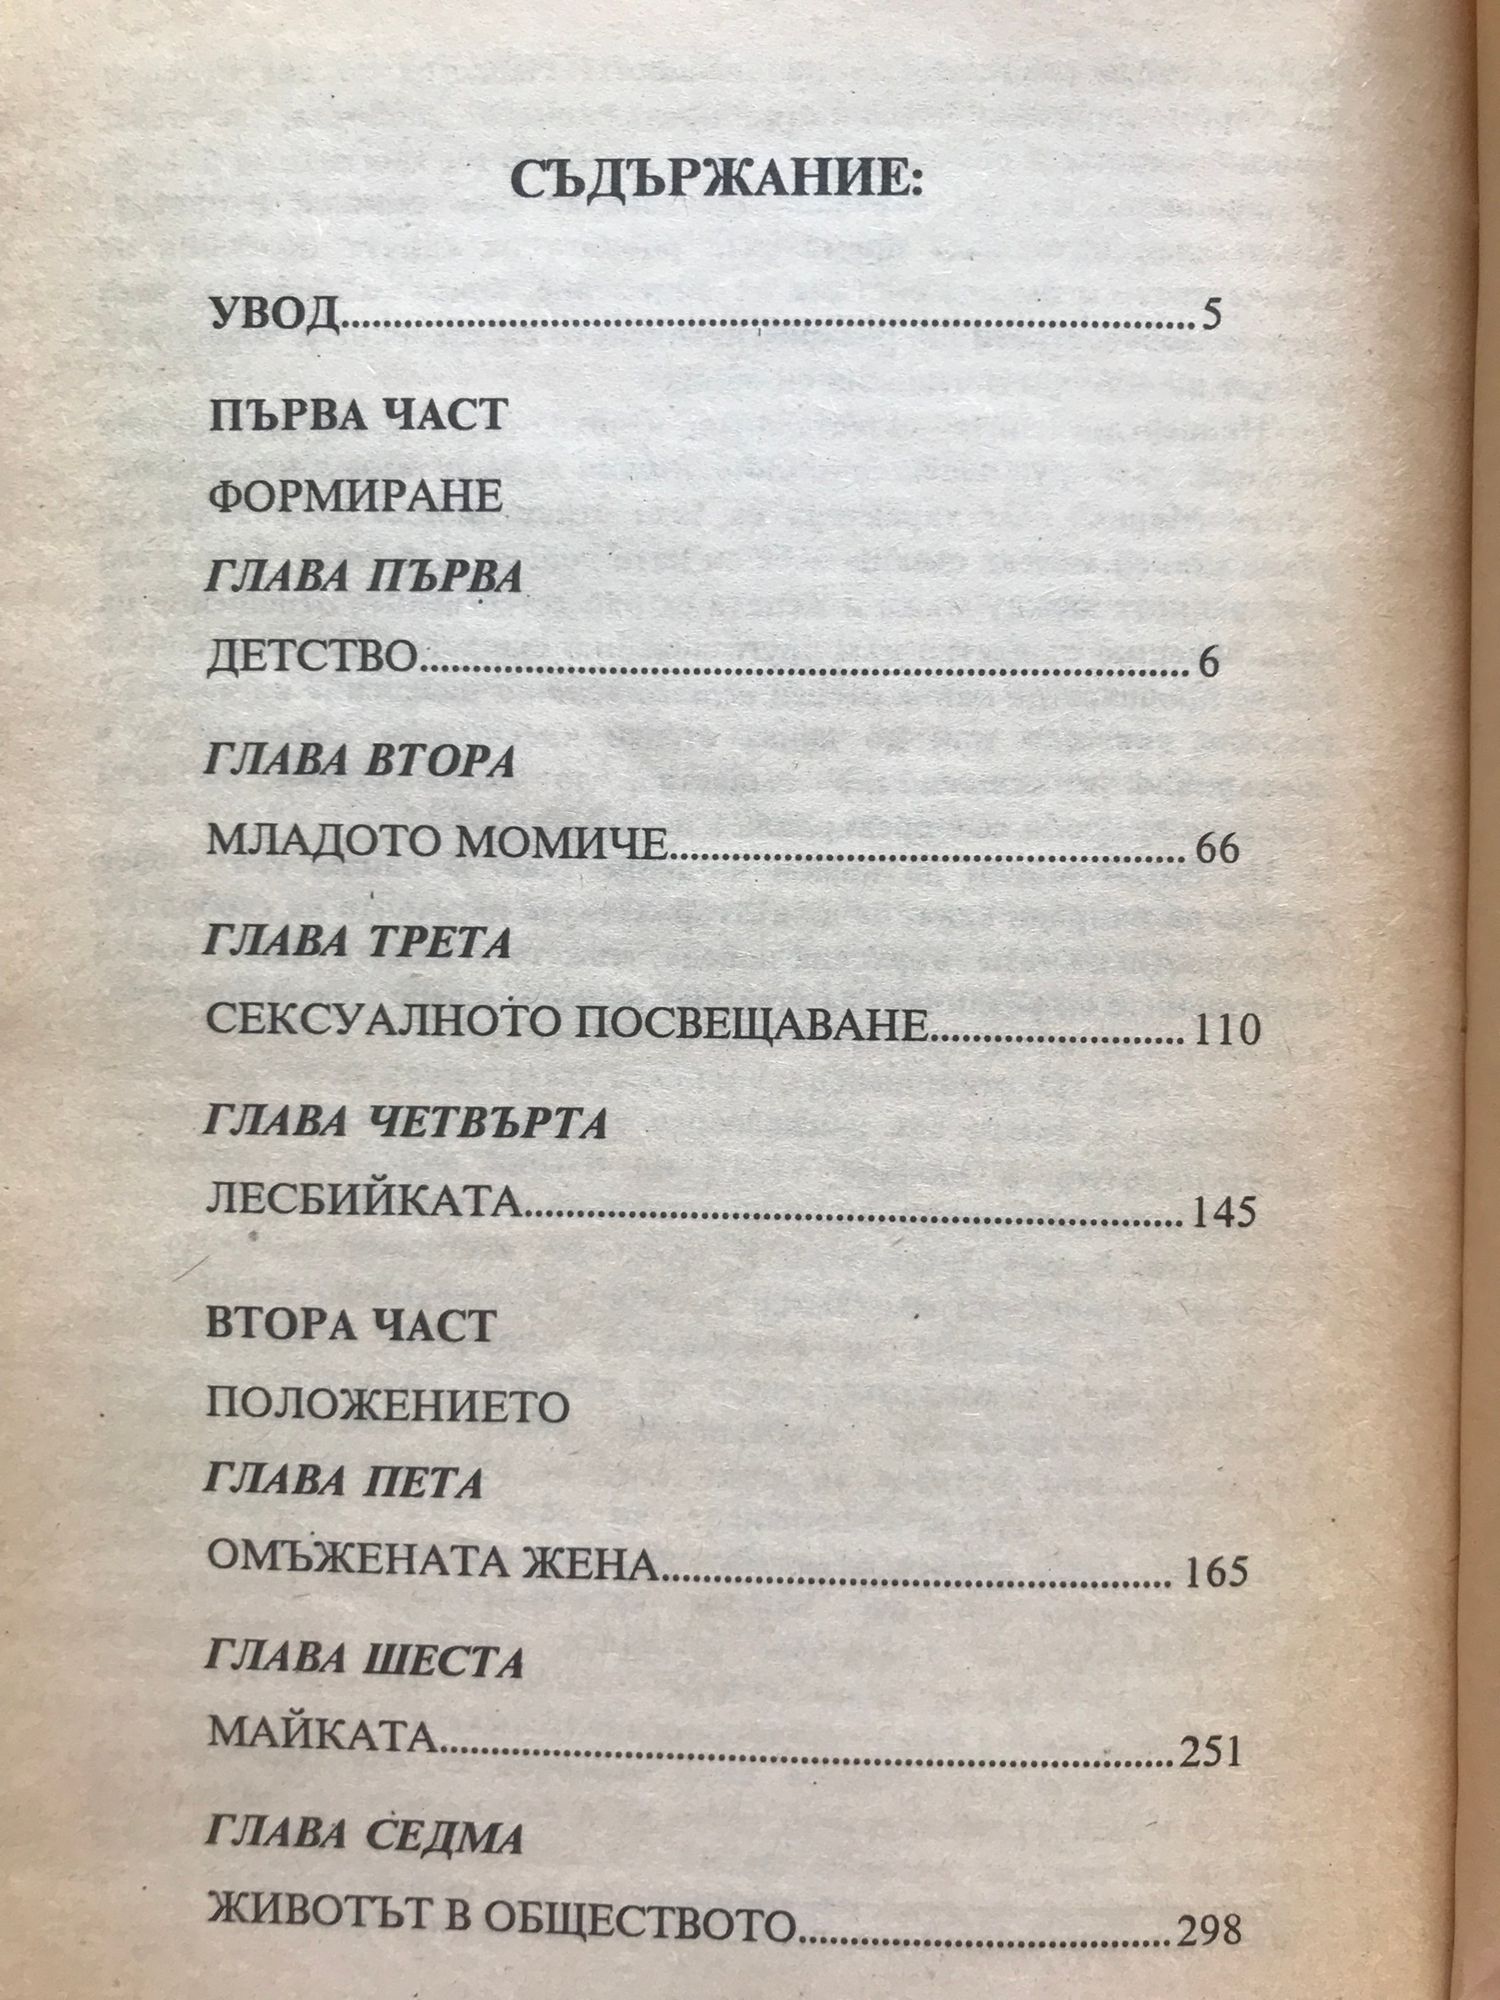 СЪДЪРЖАНИЕ:
УВОД.......................................................................................5
ПЪРВА ЧАСТ
ФОРМИРАНЕ
ГЛАВА ПЪРВА
ДЕТСТВО..............................................................................6
ГЛАВА ВТОРА
МЛАДОТО МОМИЧЕ.....................................................66
ГЛАВА ТРЕТА
СЕКСУАЛНОТО ПОСВЕЩАВАНЕ..........................110
ГЛАВА ЧЕТВЪРТА
ЛЕСБИЙКАТА...................................................................145
ВТОРА ЧАСТ
ПОЛОЖЕНИЕТО
ГЛАВА ПЕТА
ОМЪЖЕНАТА ЖЕНА....................................................165
ГЛАВА ШЕСТА
МАЙКАТА..........................................................................251
ГЛАВА СЕДМА
ЖИВОТЪТ В ОБЩЕСТВОТО......................................298